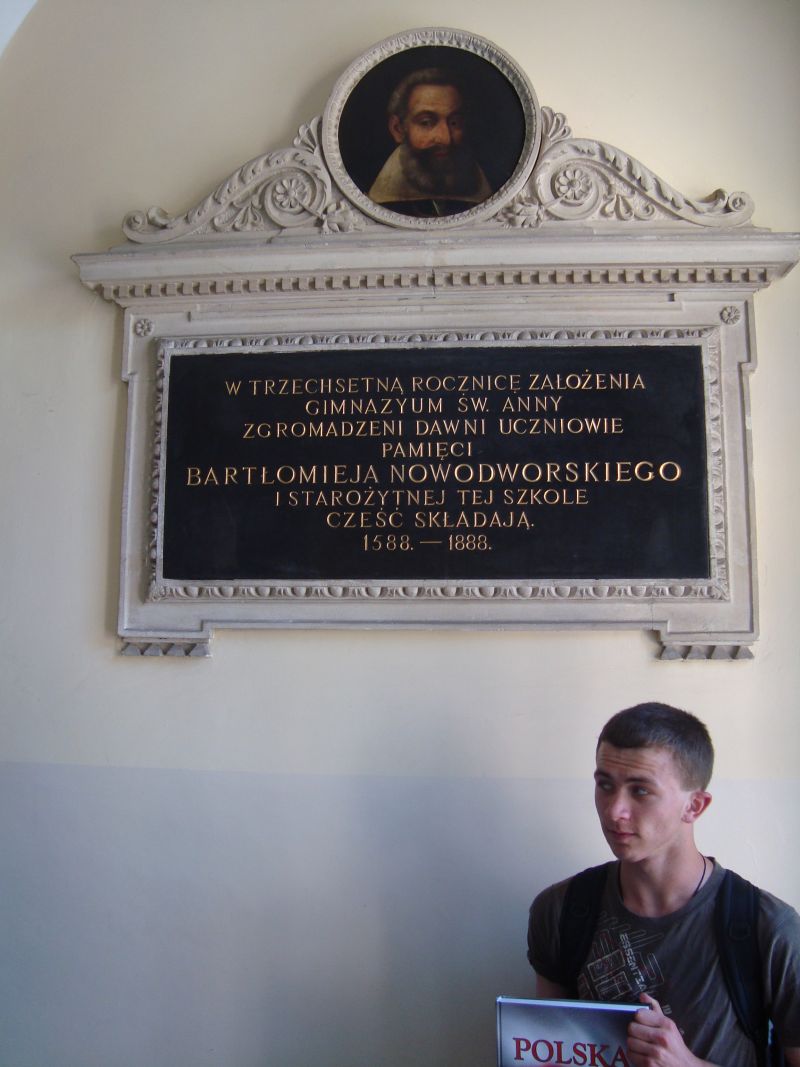 W TRZECHSETNĄ ROCZNICĘ ZAŁOŻENIA
GIMNAZYUM ŚW. ANNY
ZGROMADZENI DAWNI UCZNIOWIE
PAMIĘCI
BARTŁOMIEJA NOWODWORSKIEGO
I STAROŻYTNEJ TEJ SZKOLE
CZEŚĆ SKŁADAJĄ.
1588. — 1888.
ESSENTIA
POLSKA